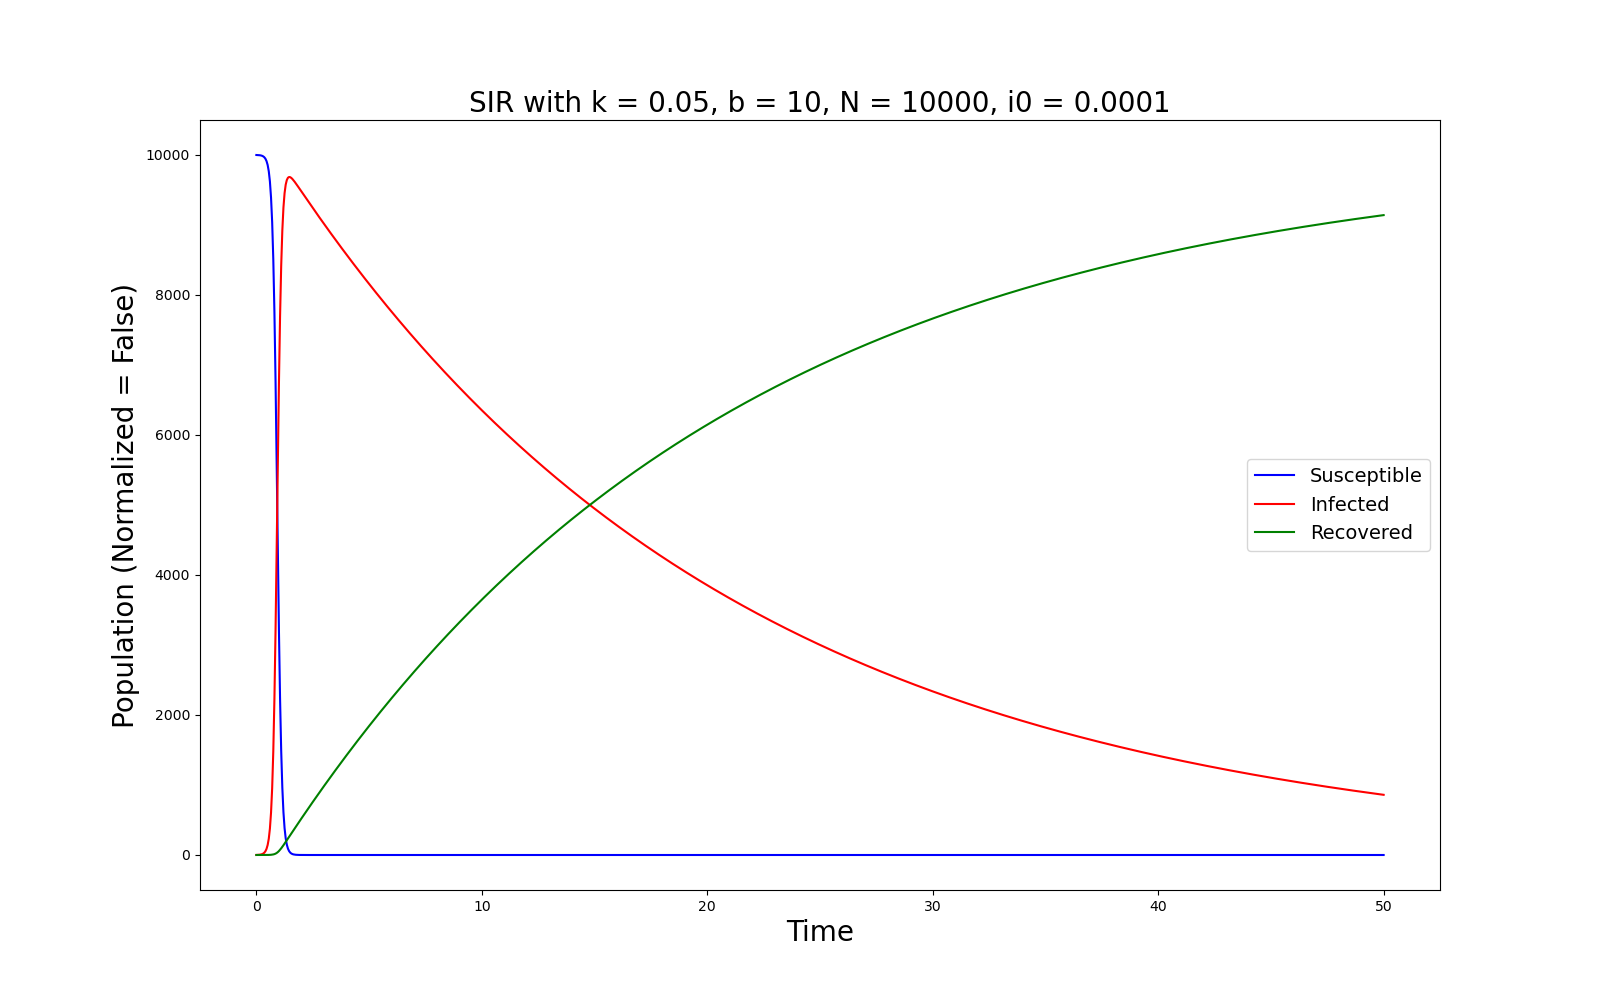 SIR with k = 0.05, b = 10, N = 10000, i0 = 0.0001
Population (Normalized = False)
10000
8000
6000
4000
2000
0
Susceptible
Infected
Recovered
0
10
20
30
40
50
Time